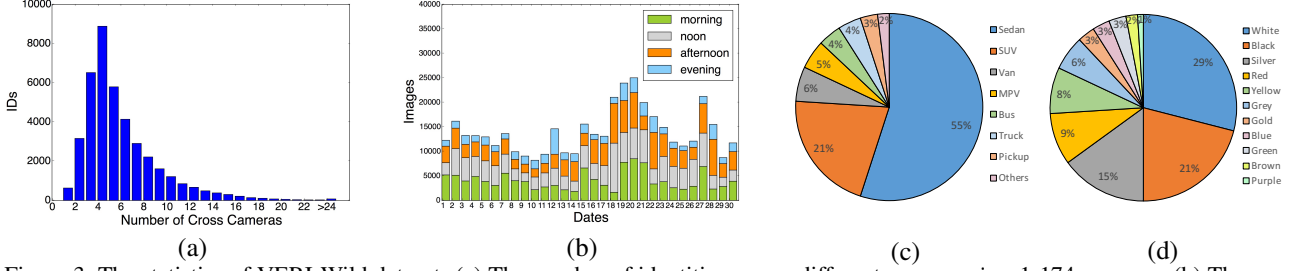 10000
8000
6000
4000
2000
0
0 2 4 6 8 10 12 14 16 18 20 22 >24
IDs
Number of Cross Cameras
(a)
40000
35000
30000
25000
20000
15000
10000
5000
0
1 2 3 4 5 6 7 8 9 10 11 12 13 14 15 16 17 18 19 20 21 22 23 24 25 26 27 28 29 30
Images
Dates
morning
noon
afternoon
evening
(b)
55%
21%
6%
5%
4%
4%
3%
2%
Sedan
SUV
Van
MPV
Bus
Truck
Pickup
Others
(c)
29%
21%
15%
9%
8%
6%
3%
3%
3%
2%
White
Black
Silver
Red
Yellow
Grey
Gold
Blue
Green
Brown
Purple
(d)